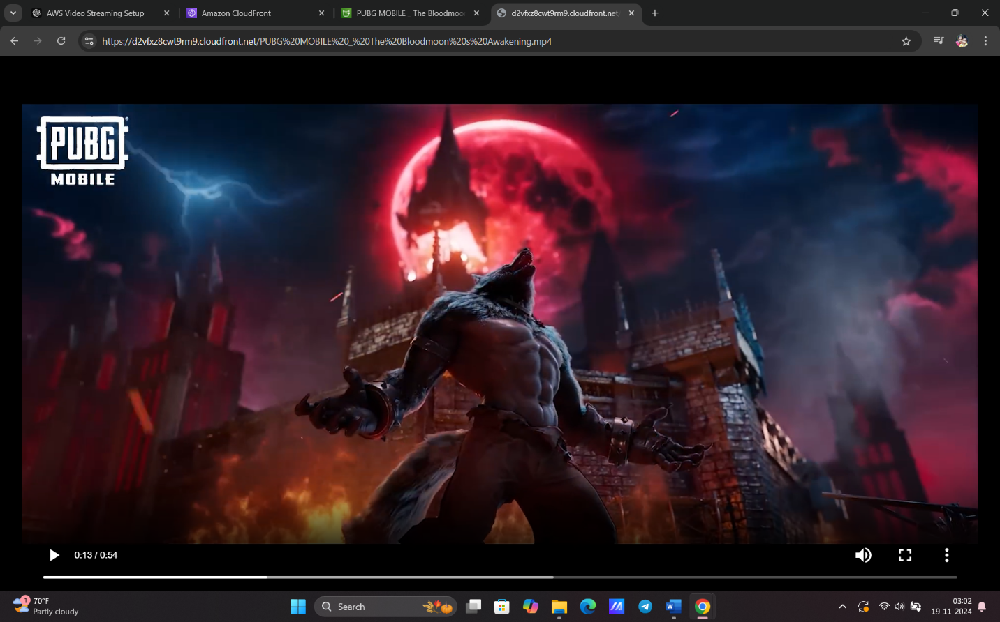 AWS Video Streaming Setup
Amazon CloudFront
PUBG MOBILE _ The Bloodmoo
d2vfxz8cwt9rm9.cloudfront.net/
https://d2vfxz8cwt9rm9.cloudfront.net/PUBG%20MOBILE%20_%20The%20Bloodmoon%20s%20Awakening.mp4
PUBG
MOBILE
0:13 / 0:54
1
70°F
Partly cloudy
Search
03:02
19-11-2024